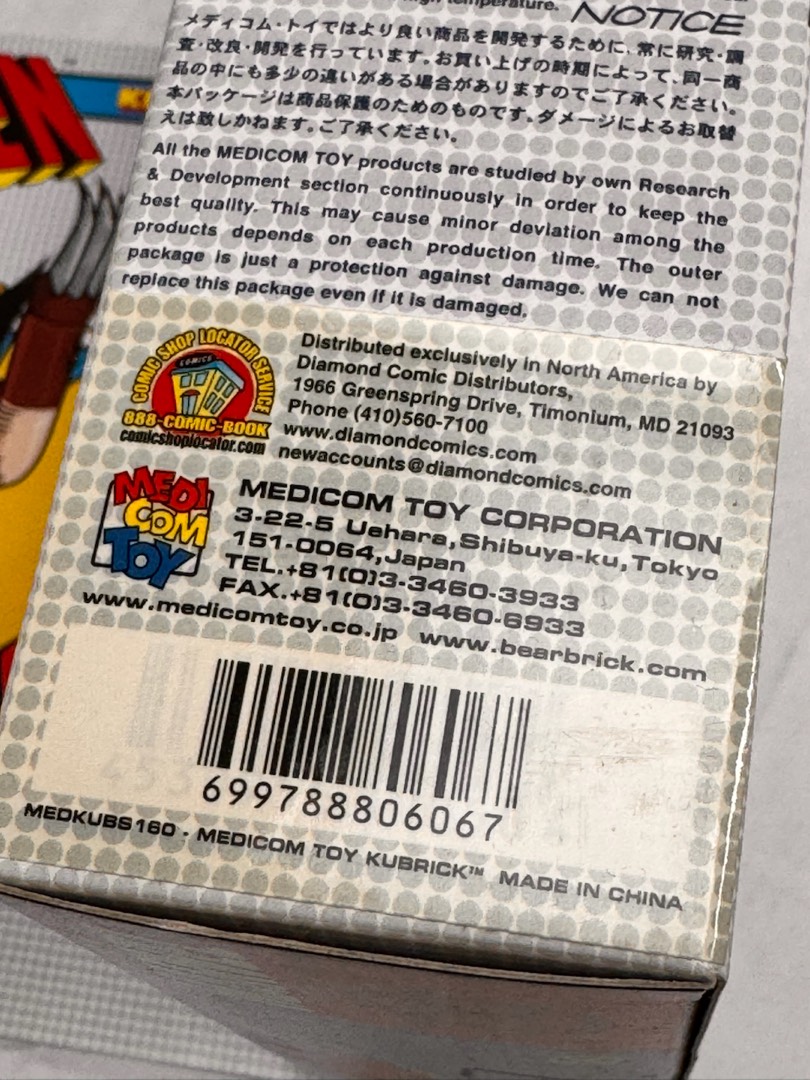 temperature.
NOTICE
メディコム・トイではより良い商品を開発するために、常に研究・調
査・改良・開発を行っています。お買い上げの時期によって、同一商
品の中にも多少の違いがある場合がありますのでご了承ください。
本パッケージは商品保護のためのものです。ダメージによるお取替
えは致しかねます。ご了承ください。
All the MEDICOM TOY products are studied by own Research
& Development section continuously in order to keep the
best quality. This may cause minor deviation among the
products depends on each production time. The outer
package is just a protection against damage. We can not
replace this package even if it is damaged.
COMIC SHOP LOCATOR SERVICE
COMICS
888-COMIC-BOOK
comicshoplocator.com
Distributed exclusively in North America by
Diamond Comic Distributors,
1966 Greenspring Drive, Timonium, MD 21093
Phone (410)560-7100
www.diamondcomics.com
newaccounts@diamondcomics.com
MEDI
COM
TOY
MEDICOM TOY CORPORATION
3-22-5 Uehara,Shibuya-ku,Tokyo
151-0064,Japan
TEL.+81(0)3-3460-3933
FAX.+81(0)3-3460-6933
www.medicomtoy.co.jp www.bearbrick.com
453
699788806067
MEDKUBS160 - MEDICOM TOY KUBRICK™ MADE IN CHINA
EN